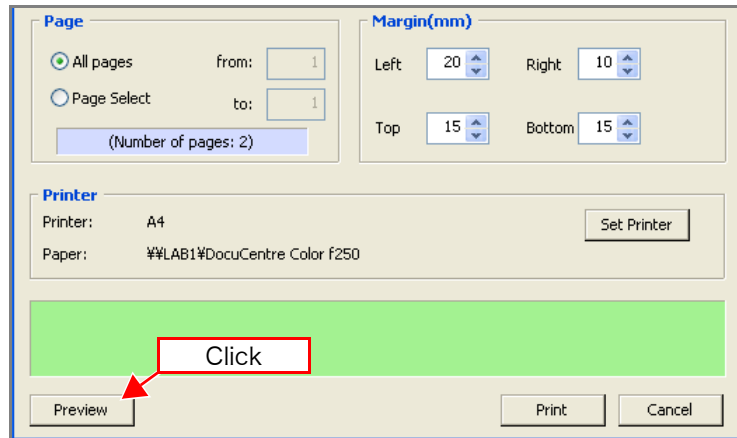 Page
All pages from: 1
Page Select to: 1
(Number of pages: 2)
Margin(mm)
Left 20 Right 10
Top 15 Bottom 15
Printer
Printer: A4
Set Printer
Paper: ¥¥LAB1¥DocuCentre Color f250
Click
Preview Print Cancel